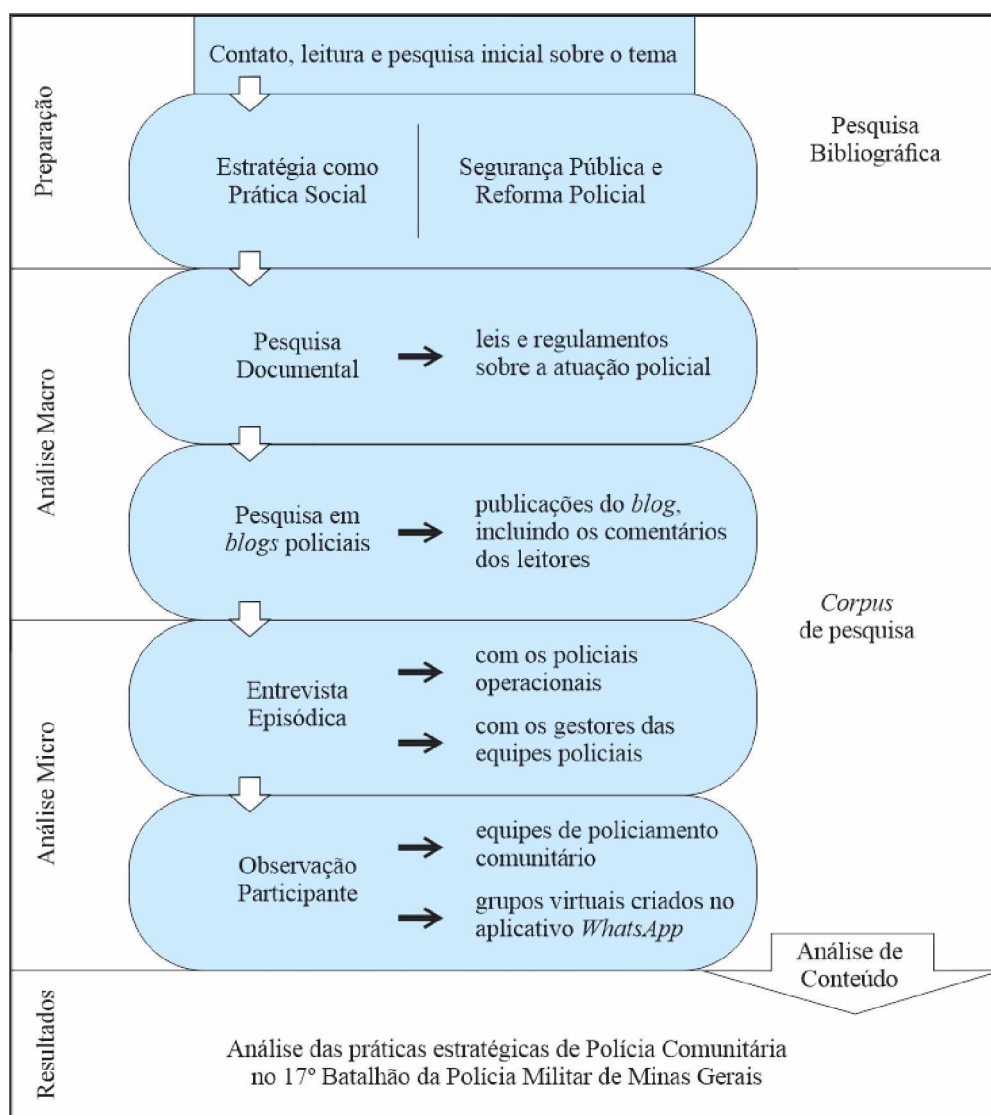 Preparação
Contato, leitura e pesquisa inicial sobre o tema
Estratégia como
Prática Social
Segurança Pública e
Reforma Policial
Pesquisa
Bibliográfica
Análise Macro
Pesquisa
Documental
leis e regulamentos
sobre a atuação policial
Pesquisa em
blogs policiais
publicações do blog,
incluindo os comentários
dos leitores
Corpus
de pesquisa
Análise Micro
Entrevista
Episódica
com os policiais
operacionais
com os gestores das
equipes policiais
Observação
Participante
equipes de policiamento
comunitário
grupos virtuais criados no
aplicativo WhatsApp
Análise de
Conteúdo
Resultados
Análise das práticas estratégicas de Polícia Comunitária
no 17º Batalhão da Polícia Militar de Minas Gerais